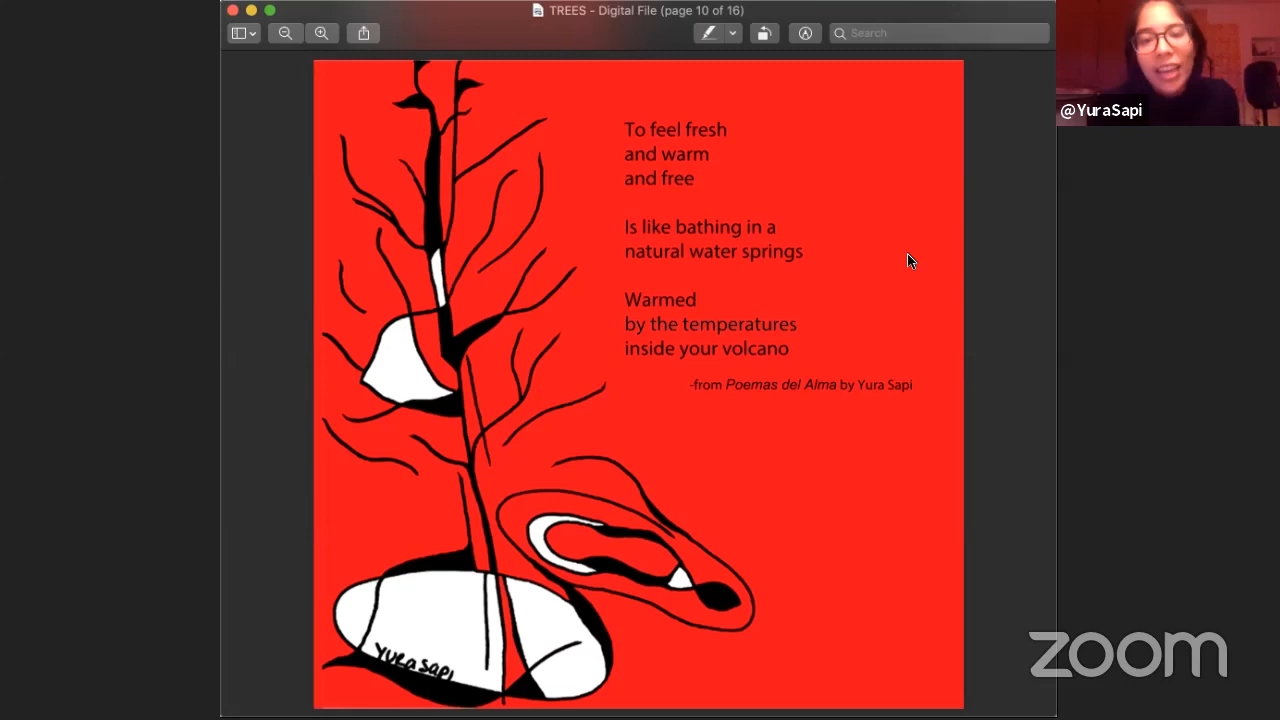 TREES - Digital File (page 10 of 16)
Search
@YuraSapi
To feel fresh
and warm
and free
Is like bathing in a
natural water springs
Warmed
by the temperatures
inside your volcano
-from Poemas del Alma by Yura Sapi
Yura sapi
zoom